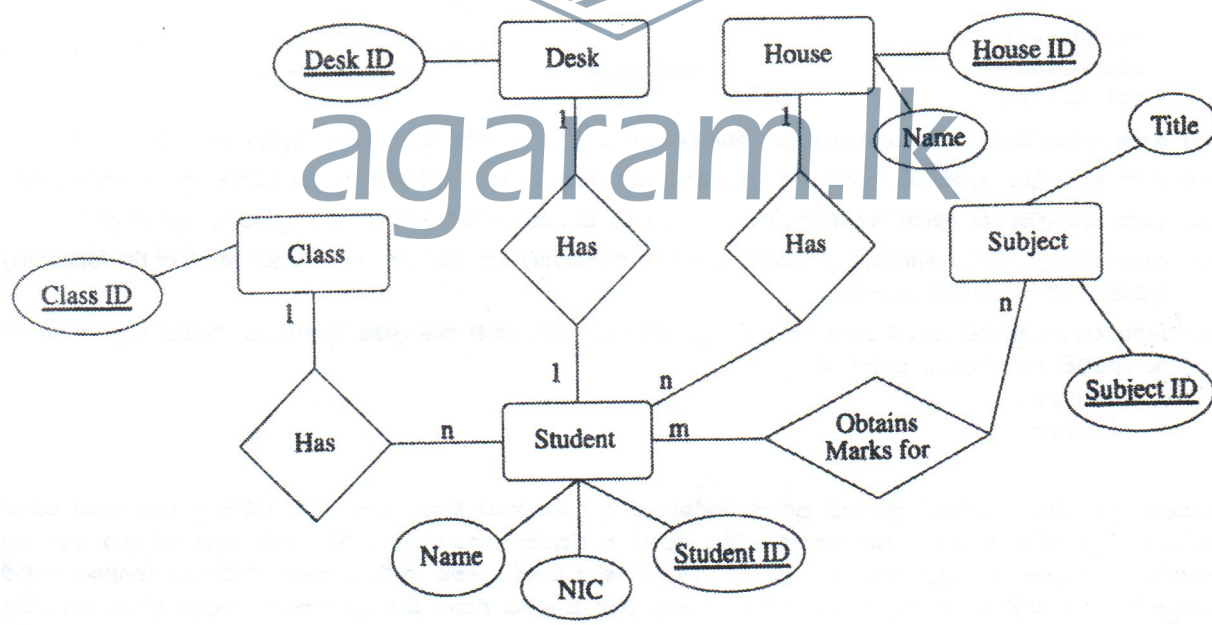 Desk ID
Desk
House
House ID
1
1
Name
Title
agaram.lk
Class
Has
Has
Subject
Class ID
1
n
1
n
Subject ID
Has
n
Student
m
Obtains
Marks for
Name
NIC
Student ID